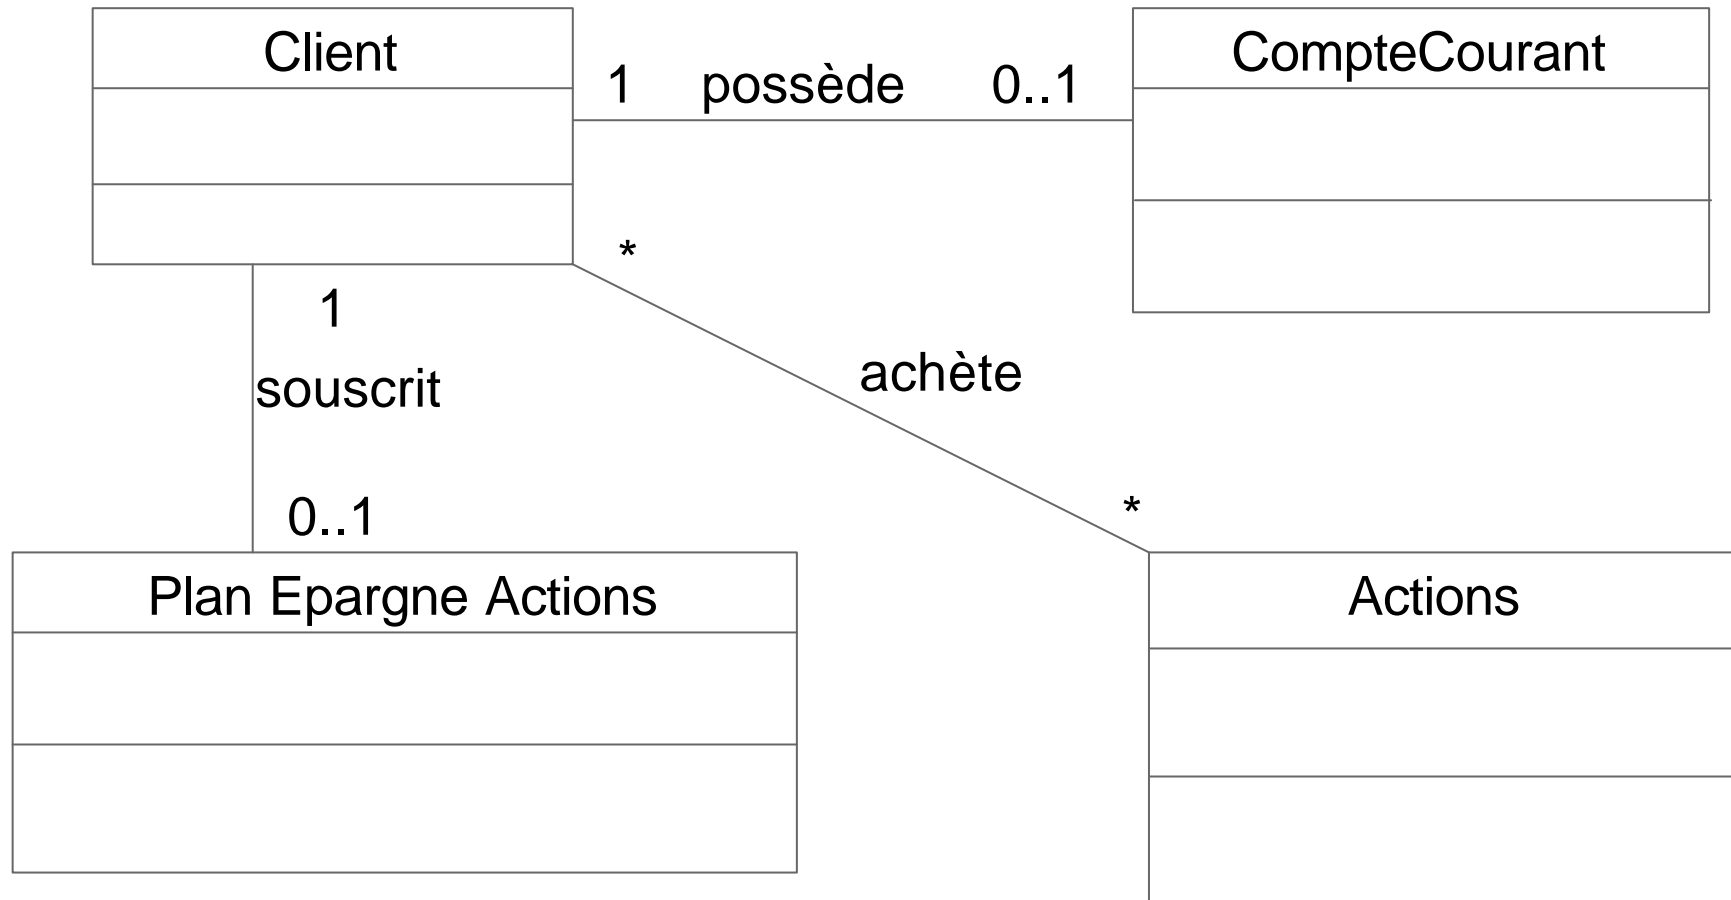 Client
CompteCourant
1 possède 0..1
*
1
achète
souscrit
*
0..1
Plan Epargne Actions
Actions